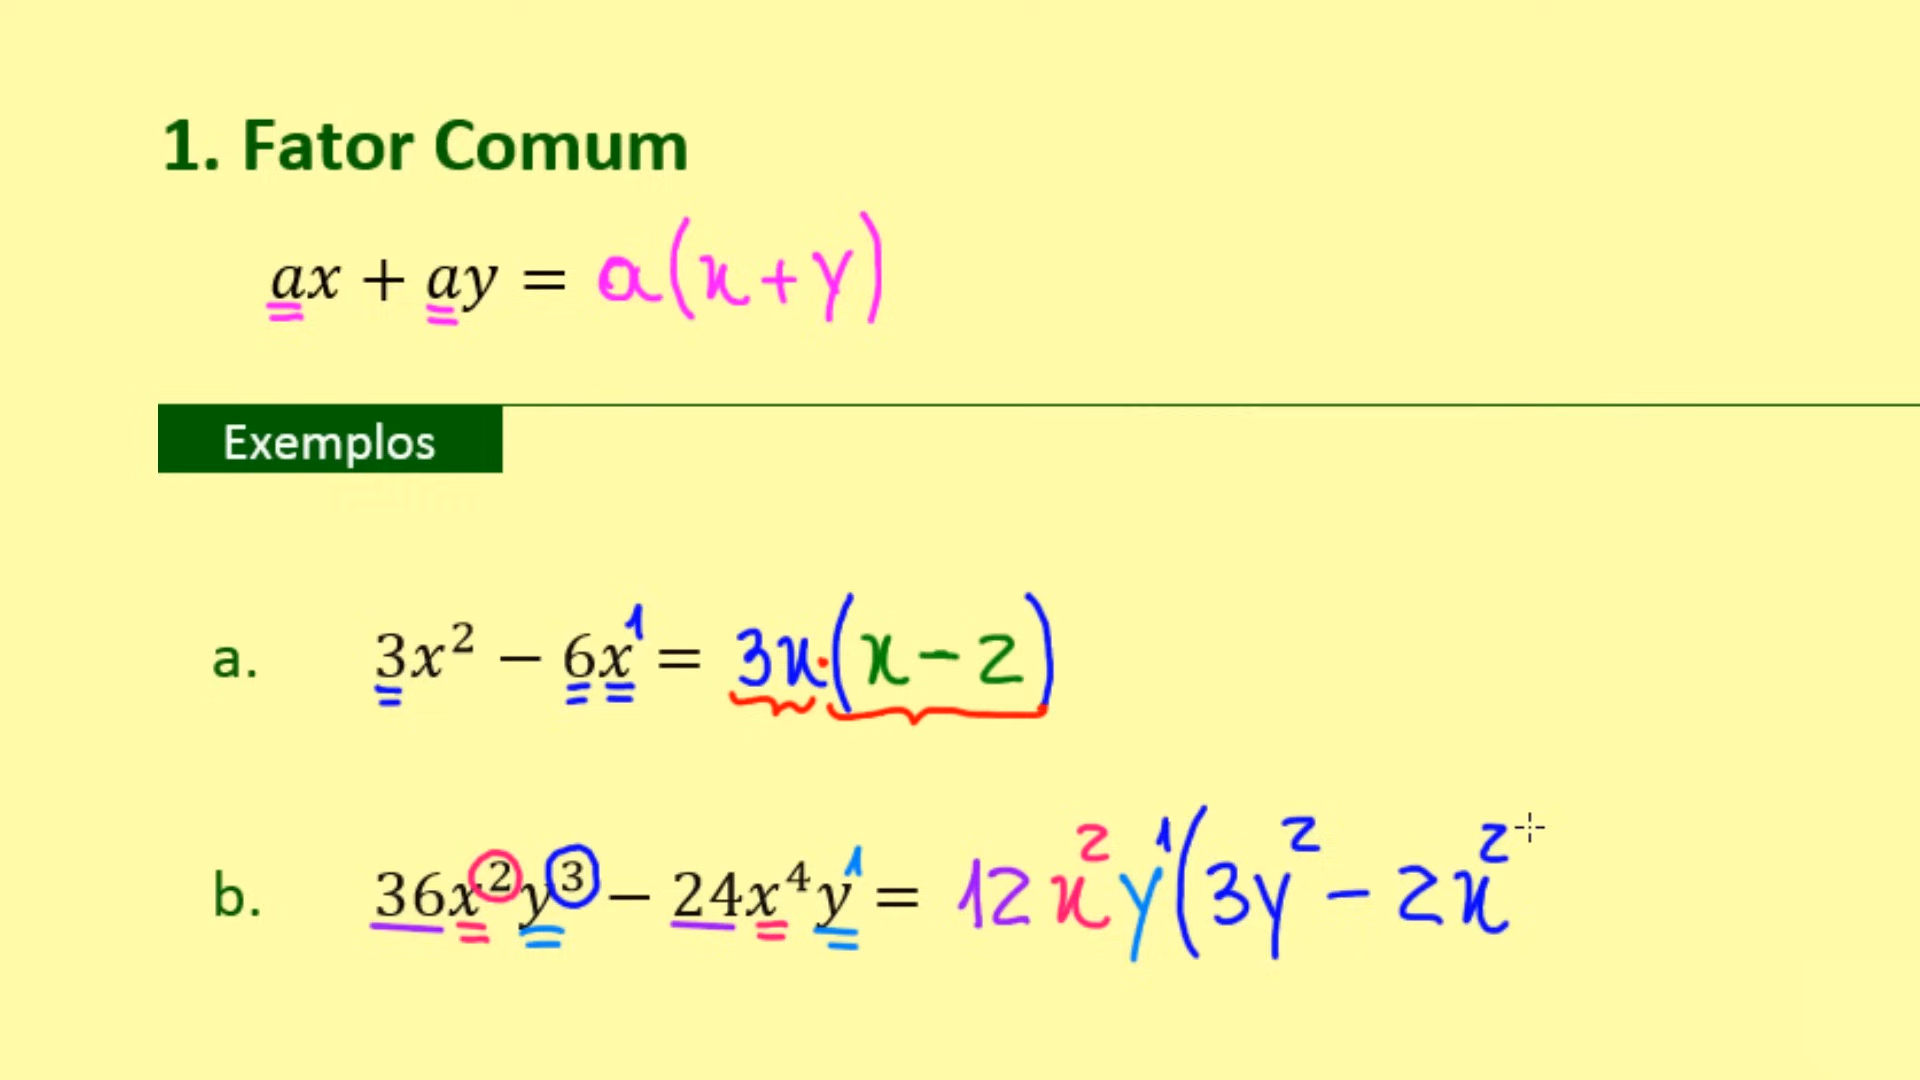 1. Fator Comum
ax + ay = a(x+y)
Exemplos
a. 3x² − 6x¹ = 3x·(x−2)
b. 36x²y³ − 24x⁴y¹ = 12x²y¹(3y² − 2x²